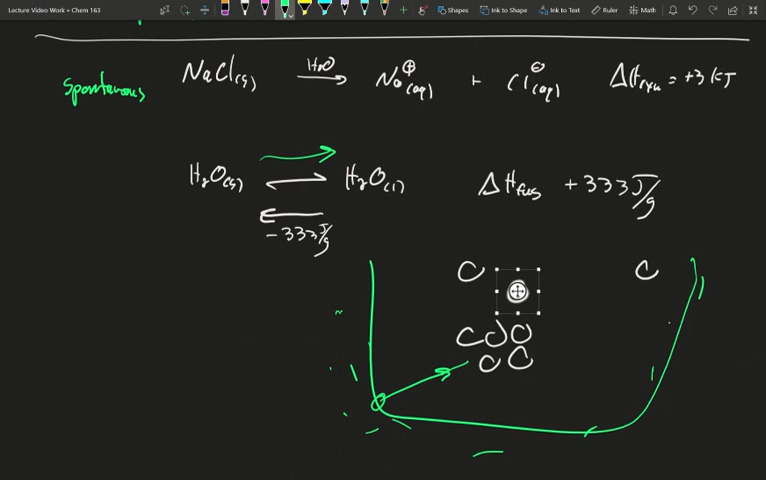 Lecture Video Work » Chem 163
Shapes Ink to Shape Ink to Text Ruler Math
Spontaneous NaCl(s) H₂O → Na⊕(aq) + Cl⊖(aq) ΔHrxn = +3 kJ
H₂O(s) ⇌ H₂O(l) ΔHfus +333 J/g
-333 J/g